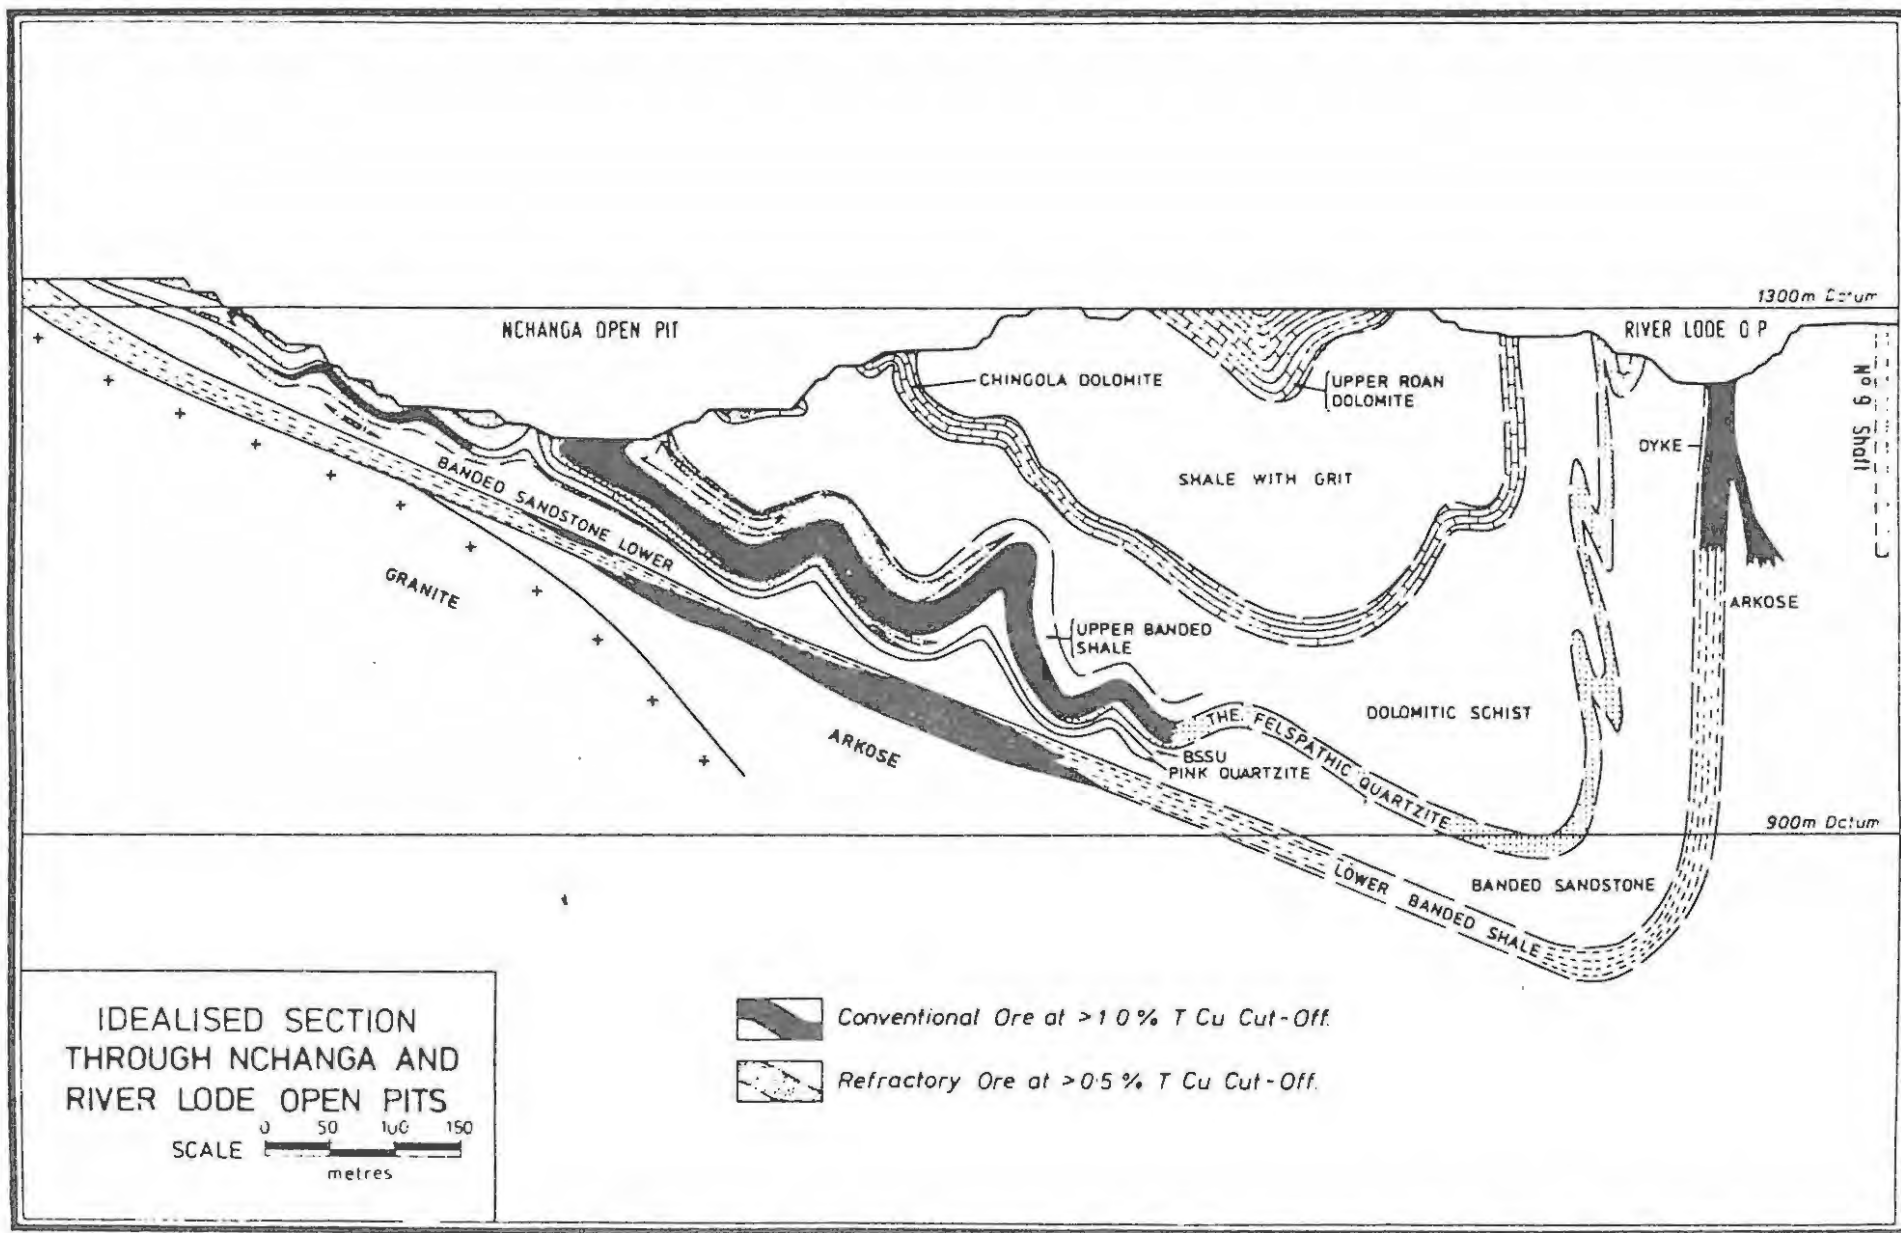 1300m Datum
NCHANGA OPEN PIT
RIVER LODE O P
CHINGOLA DOLOMITE
UPPER ROAN
DOLOMITE
No 9 Shaft
DYKE
SHALE WITH GRIT
BANDED SANDSTONE LOWER
GRANITE
ARKOSE
UPPER BANDED
SHALE
DOLOMITIC SCHIST
ARKOSE
THE FELSPATHIC QUARTZITE
BSSU
PINK QUARTZITE
900m Datum
LOWER BANDED SHALE
BANDED SANDSTONE
IDEALISED SECTION
THROUGH NCHANGA AND
RIVER LODE OPEN PITS
0 50 100 150
SCALE
metres
Conventional Ore at >1 0 % T Cu Cut-Off.
Refractory Ore at >0.5 % T Cu Cut-Off.